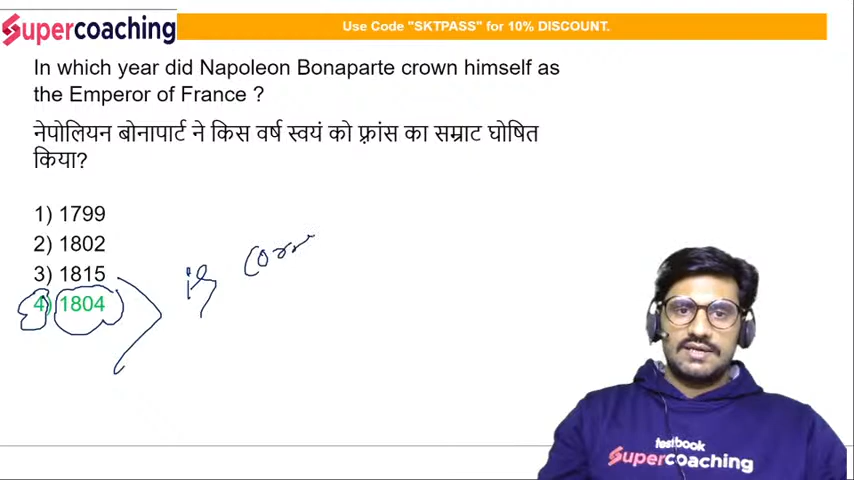 Supercoaching
Use Code "SKTPASS" for 10% DISCOUNT.
In which year did Napoleon Bonaparte crown himself as
the Emperor of France ?
नेपोलियन बोनापार्ट ने किस वर्ष स्वयं को फ़्रांस का सम्राट घोषित
किया?
1) 1799
2) 1802
3) 1815
4) 1804
is
testbook
Supercoaching